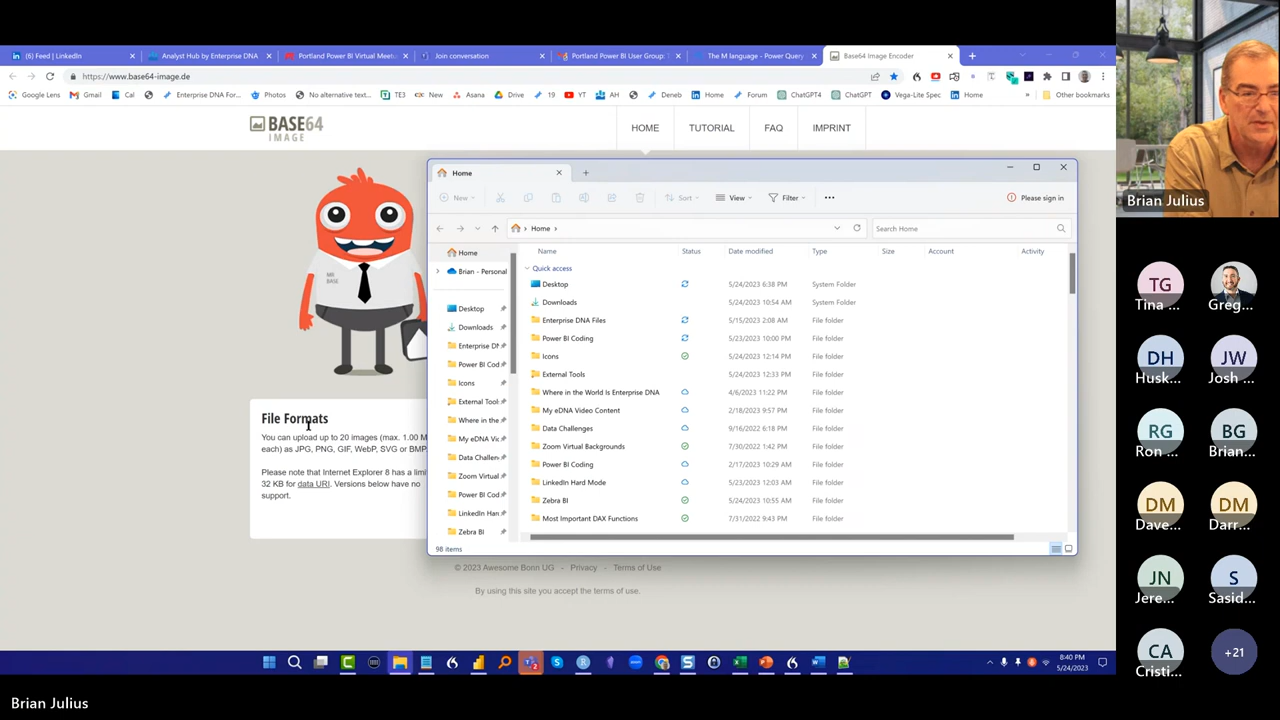 (6) Feed | LinkedIn
Analyst Hub by Enterprise DNA
Portland Power BI Virtual Meet...
Join conversation
Portland Power BI User Group:
The M language - Power Query
Base64 Image Encoder
https://www.base64-image.de
Google Lens
Gmail
Cal
Enterprise DNA For...
Photos
No alternative text...
TE3
New
Asana
Drive
19
YT
AH
Deneb
Home
Forum
ChatGPT4
ChatGPT
Vega-Lite Spec
Home
Other bookmarks
BASE64
IMAGE
HOME
TUTORIAL
FAQ
IMPRINT
MR
BASE
File Formats
You can upload up to 20 images (max. 1.00 M
each) as JPG, PNG, GIF, WebP, SVG or BMP.
Please note that Internet Explorer 8 has a limi
32 KB for data URI. Versions below have no
support.
© 2023 Awesome Bonn UG - Privacy - Terms of Use
By using this site you accept the terms of use.
Home
New
Sort
View
Filter
Please sign in
Home
Search Home
Home
Brian - Personal
Desktop
Downloads
Enterprise DN
Power BI Cod
Icons
External Tool:
Where in the
My eDNA Vic
Data Challen
Zoom Virtual
Power BI Cod
LinkedIn Han
Zebra BI
Name Status Date modified Type Size Account Activity
Quick access
Desktop 5/24/2023 6:38 PM System Folder
Downloads 5/24/2023 10:54 AM System Folder
Enterprise DNA Files 5/15/2023 2:08 AM File folder
Power BI Coding 5/23/2023 10:00 PM File folder
Icons 5/24/2023 12:14 PM File folder
External Tools 5/24/2023 12:33 PM File folder
Where in the World Is Enterprise DNA 4/6/2023 11:22 PM File folder
My eDNA Video Content 2/18/2023 9:57 PM File folder
Data Challenges 9/16/2022 6:18 PM File folder
Zoom Virtual Backgrounds 7/30/2022 1:42 PM File folder
Power BI Coding 2/17/2023 10:29 AM File folder
LinkedIn Hard Mode 5/23/2023 12:03 AM File folder
Zebra BI 5/24/2023 10:55 AM File folder
Most Important DAX Functions 7/31/2022 9:43 PM File folder
98 items
8:40 PM
5/24/2023
Brian Julius
TG
Tina ...
Greg...
DH
Husk...
JW
Josh ...
RG
Ron ...
BG
Brian...
DM
Dave...
DM
Darr...
JN
Jere...
S
Sasid...
CA
Cristi...
+21
Brian Julius